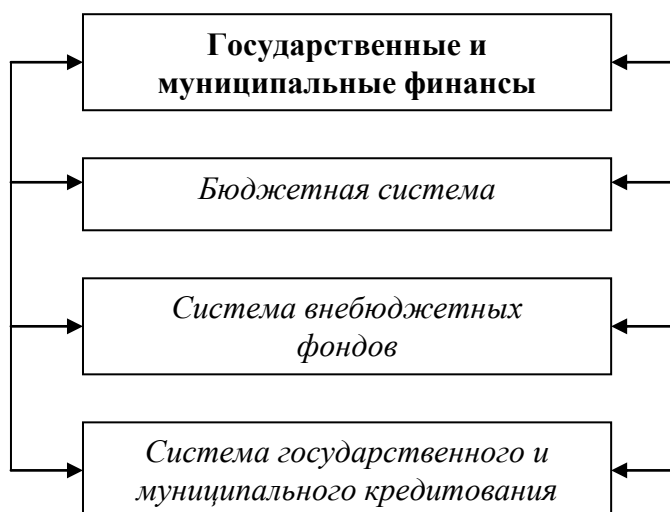 Государственные и
муниципальные финансы
Бюджетная система
Система внебюджетных
фондов
Система государственного и
муниципального кредитования